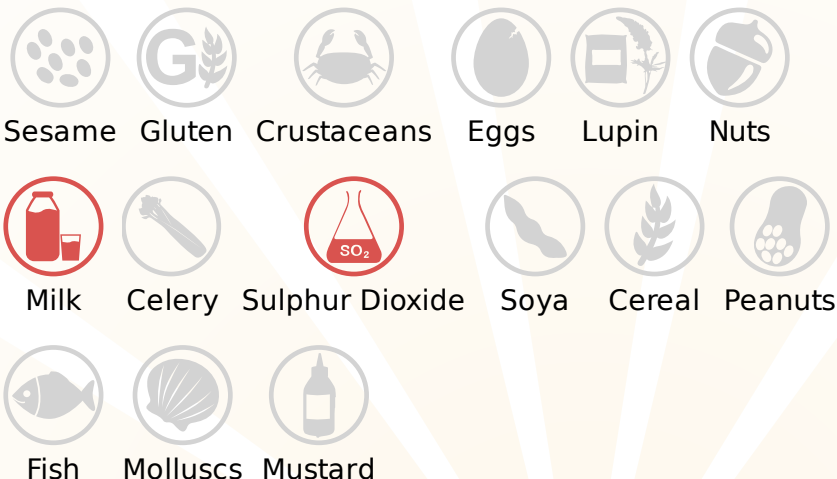 G
Sesame Gluten Crustaceans Eggs Lupin Nuts
SO₂
Milk Celery Sulphur Dioxide Soya Cereal Peanuts
Fish Molluscs Mustard